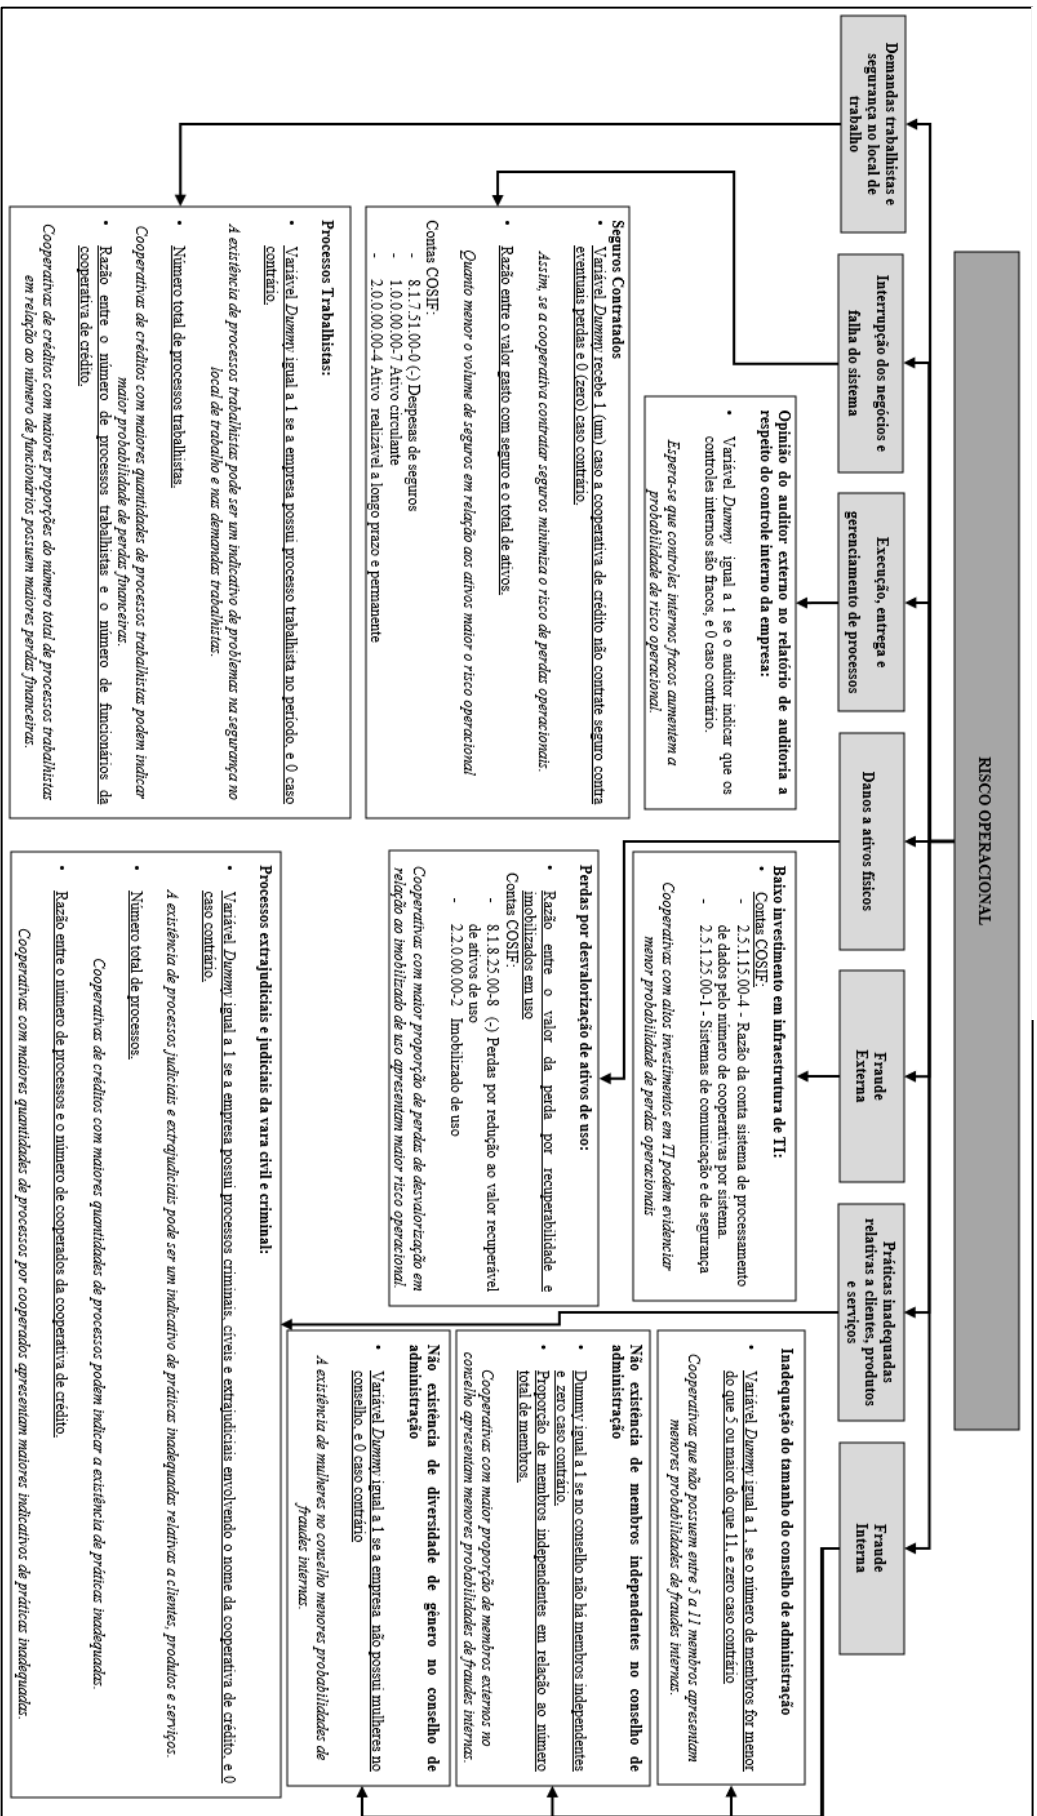 RISCO OPERACIONAL
Demandas trabalhistas e
segurança no local de
trabalho
Interrupção dos negócios e
falha do sistema
Execução, entrega e
gerenciamento de processos
Danos a ativos físicos
Fraude
Externa
Práticas inadequadas
relativas a clientes, produtos
e serviços
Fraude
Interna
Opinião do auditor externo no relatório de auditoria a
respeito do controle interno da empresa:
• Variável Dummy igual a 1 se o auditor indicar que os
controles internos são fracos, e 0 caso contrário.
Espera-se que controles internos fracos aumentem a
probabilidade de risco operacional.
Baixo investimento em infraestrutura de TI:
• Contas COSIF:
- 2.5.1.15.00-4 - Razão da conta sistema de processamento
de dados pelo número de cooperativas por sistema.
- 2.5.1.25.00-1 - Sistemas de comunicação e de segurança
Cooperativas com altos investimentos em TI podem evidenciar
menor probabilidade de perdas operacionais
Inadequação do tamanho do conselho de administração
• Variável Dummy igual a 1 , se o número de membros for menor
do que 5 ou maior do que 11, e zero caso contrário
Cooperativas que não possuem entre 5 a 11 membros apresentam
menores probabilidades de fraudes internas.
Seguros Contratados
• Variável Dummy recebe 1 (um) caso a cooperativa de crédito não contrate seguro contra
eventuais perdas e 0 (zero) caso contrário.
Assim, se a cooperativa contratar seguros minimiza o risco de perdas operacionais.
• Razão entre o valor gasto com seguro e o total de ativos.
Quanto menor o volume de seguros em relação aos ativos maior o risco operacional
Contas COSIF:
- 8.1.7.51.00-0 (-) Despesas de seguros
- 1.0.0.00.00-7 Ativo circulante
- 2.0.0.00.00-4 Ativo realizável a longo prazo e permanente
Perdas por desvalorização de ativos de uso:
• Razão entre o valor da perda por recuperabilidade e
imobilizados em uso
Contas COSIF:
- 8.1.8.25.00-8 (-) Perdas por redução ao valor recuperável
de ativos de uso
- 2.2.0.00.00-2 Imobilizado de uso
Cooperativas com maior proporção de perdas de desvalorização em
relação ao imobilizado de uso apresentam maior risco operacional.
Não existência de membros independentes no conselho de
administração
• Dummy igual a 1 se no conselho não há membros independentes
e zero caso contrário.
• Proporção de membros independentes em relação ao número
total de membros.
Cooperativas com maior proporção de membros externos no
conselho apresentam menores probabilidades de fraudes internas.
Não existência de diversidade de gênero no conselho de
administração
• Variável Dummy igual a 1 se a empresa não possui mulheres no
conselho, e 0 caso contrário
A existência de mulheres no conselho menores probabilidades de
fraudes internas.
Processos Trabalhistas:
• Variável Dummy igual a 1 se a empresa possui processo trabalhista no período, e 0 caso
contrário.
A existência de processos trabalhistas pode ser um indicativo de problemas na segurança no
local de trabalho e nas demandas trabalhistas.
• Número total de processos trabalhistas.
Cooperativas de créditos com maiores quantidades de processos trabalhistas podem indicar
maior probabilidade de perdas financeiras.
• Razão entre o número de processos trabalhistas e o número de funcionários da
cooperativa de crédito.
Cooperativas de créditos com maiores proporções do número total de processos trabalhistas
em relação ao número de funcionários possuem maiores perdas financeiras.
Processos extrajudiciais e judiciais da vara civil e criminal:
• Variável Dummy igual a 1 se a empresa possui processos criminais, cíveis e extrajudiciais envolvendo o nome da cooperativa de crédito, e 0
caso contrário.
A existência de processos judiciais e extrajudiciais pode ser um indicativo de práticas inadequadas relativas a clientes, produtos e serviços.
• Número total de processos.
Cooperativas de créditos com maiores quantidades de processos podem indicar a existência de práticas inadequadas.
• Razão entre o número de processos e o número de cooperados da cooperativa de crédito.
Cooperativas com maiores quantidades de processos por cooperados apresentam maiores indicativos de práticas inadequadas.